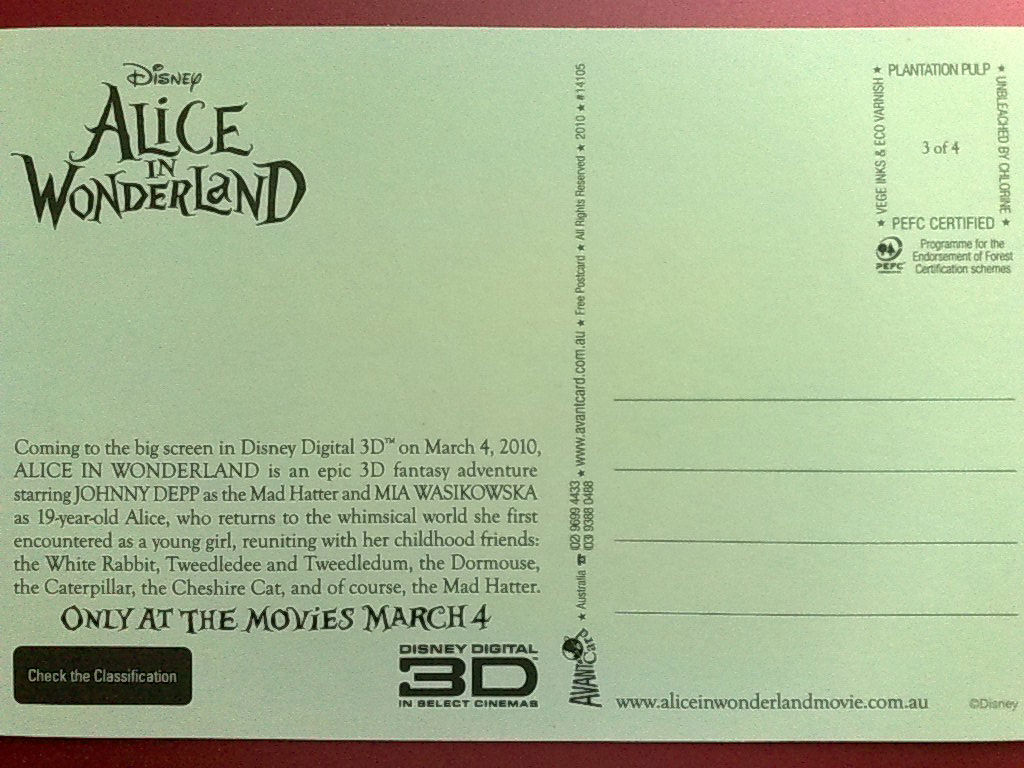 Disney
ALICE
IN
WONDERLAND
Coming to the big screen in Disney Digital 3D™ on March 4, 2010,
ALICE IN WONDERLAND is an epic 3D fantasy adventure
starring JOHNNY DEPP as the Mad Hatter and MIA WASIKOWSKA
as 19-year-old Alice, who returns to the whimsical world she first
encountered as a young girl, reuniting with her childhood friends:
the White Rabbit, Tweedledee and Tweedledum, the Dormouse,
the Caterpillar, the Cheshire Cat, and of course, the Mad Hatter.
ONLY AT THE MOVIES MARCH 4
Check the Classification
DISNEY DIGITAL
3D
IN SELECT CINEMAS
AVANT Card ★ Australia ☎ (02) 9699 4433 ★ www.avantcard.com.au ★ Free Postcard ★ All Rights Reserved ★ 2010 ★ #14105
(03) 9388 0488
★ PLANTATION PULP ★
VEGE INKS & ECO VARNISH
UNBLEACHED BY CHLORINE
3 of 4
★ PEFC CERTIFIED ★
PEFC
Programme for the
Endorsement of Forest
Certification schemes
www.aliceinwonderlandmovie.com.au
©Disney